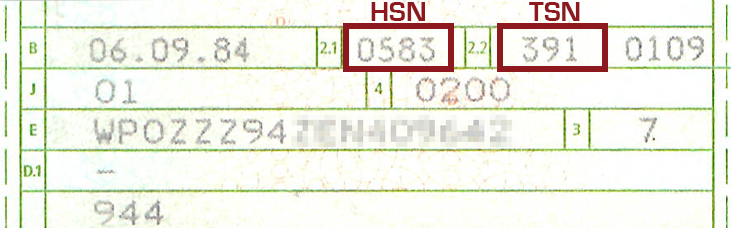 HSN TSN
B 06.09.84 2.1 0583 2.2 391 0109
J 01 4 0200
E WP0ZZZ94 3 7
D.1 –
944